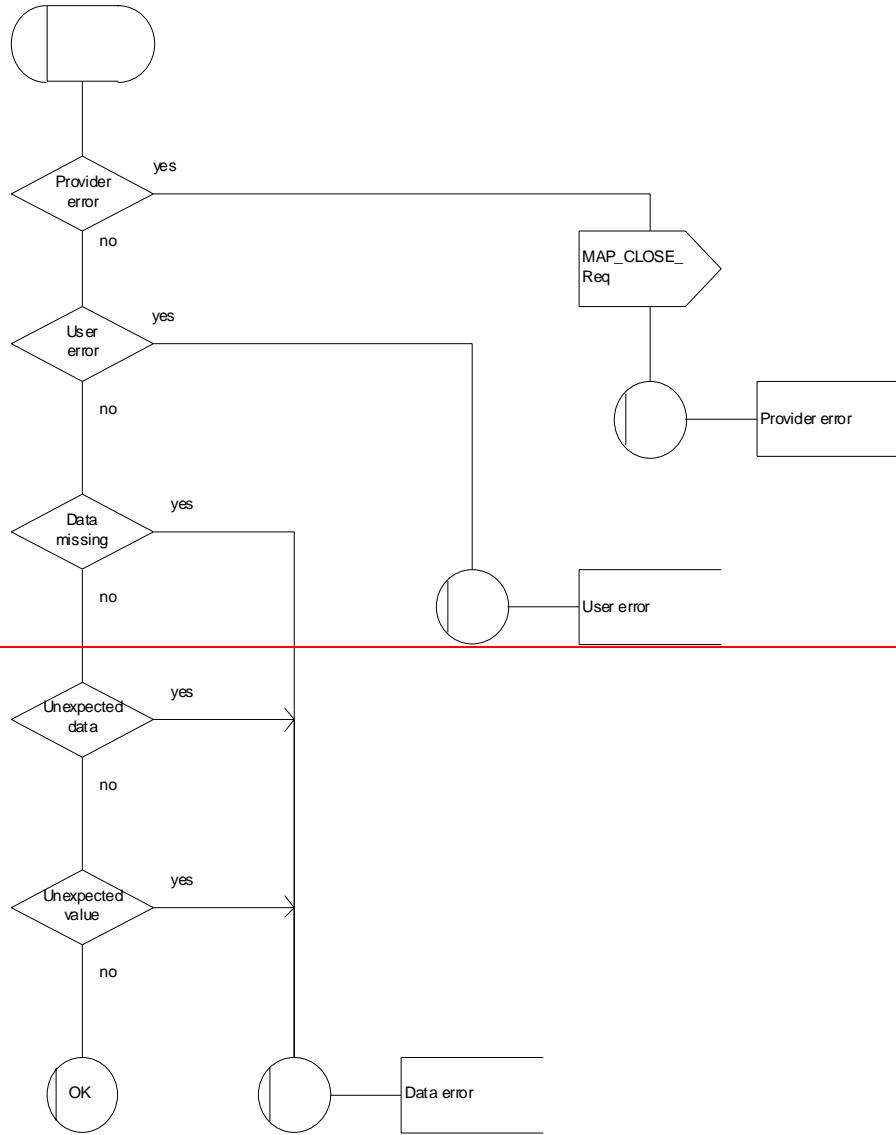 yes
Provider
error
no
MAP_CLOSE_
Req
yes
User
error
no
Provider error
yes
Data
missing
no
User error
yes
Unexpected
data
no
yes
Unexpected
value
no
OK
Data error